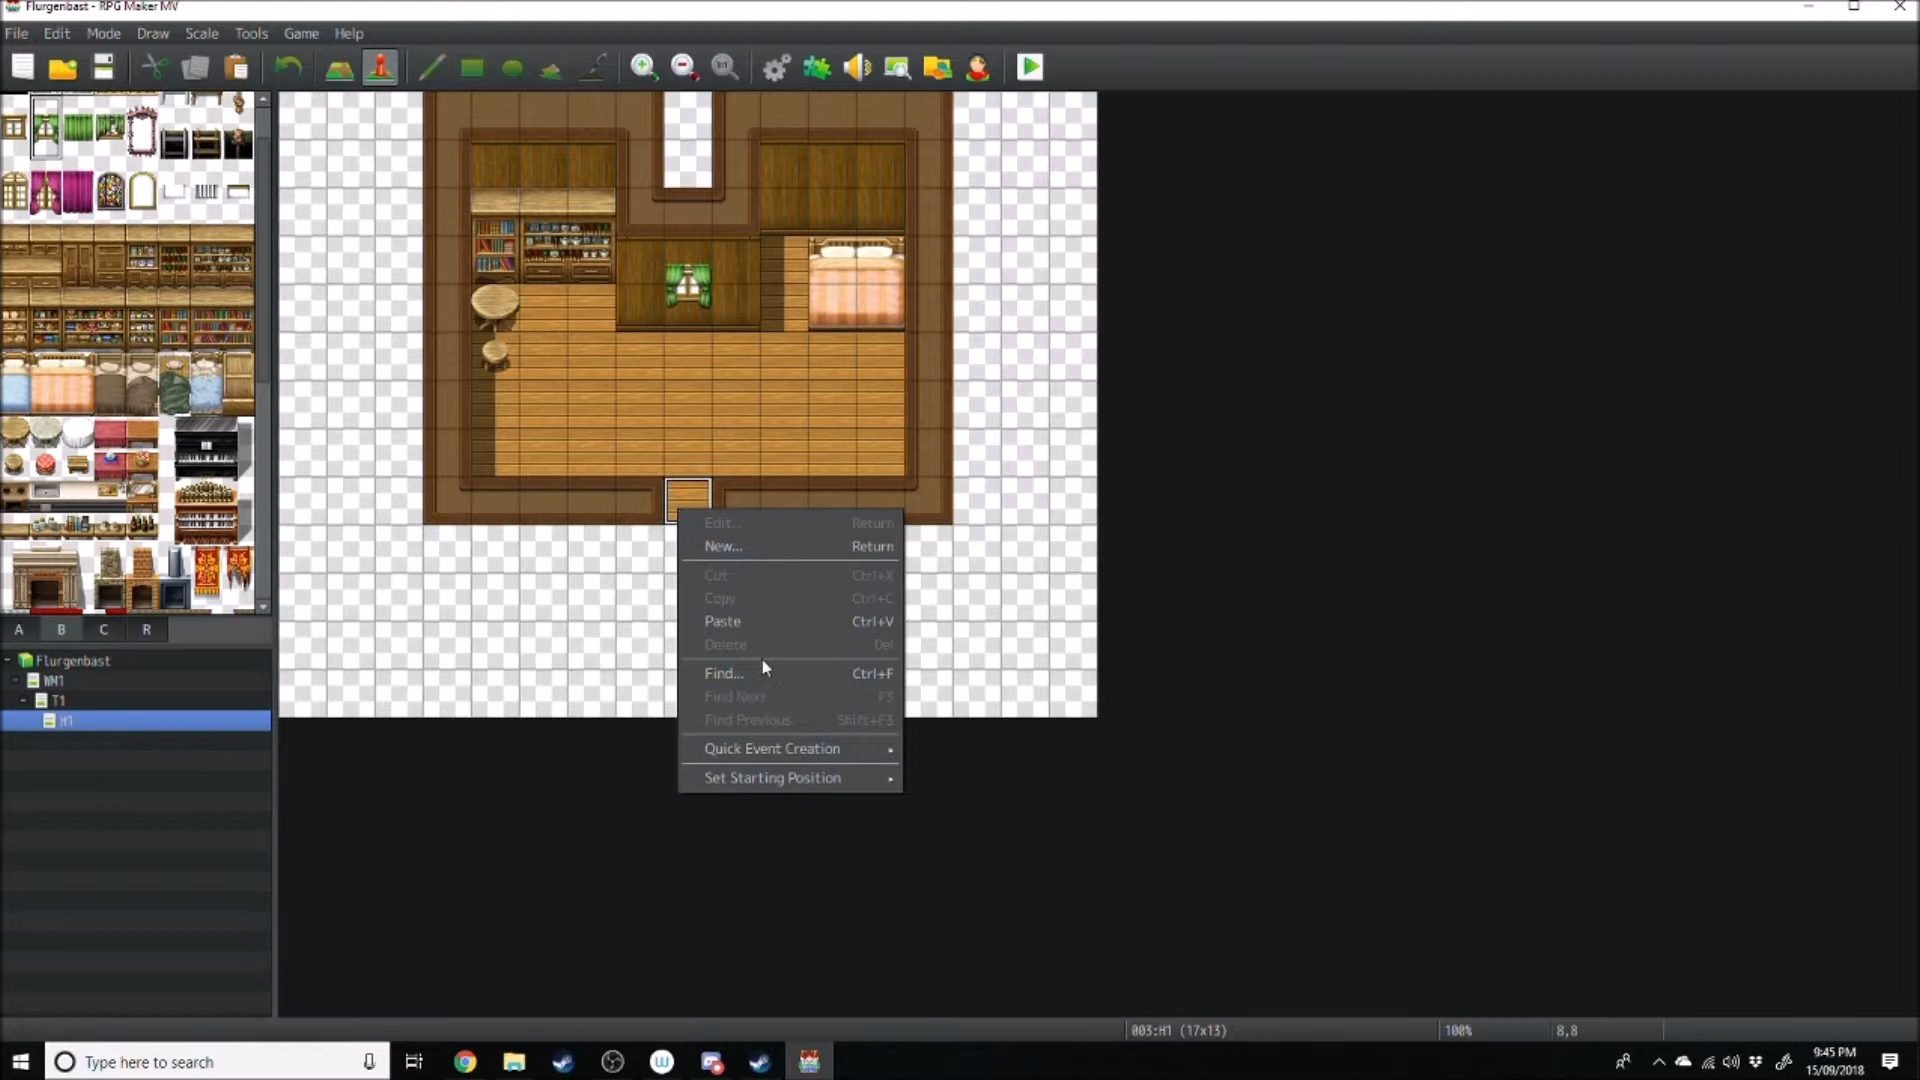 Flurgenbast - RPG Maker MV
File Edit Mode Draw Scale Tools Game Help
A B C R
Flurgenbast
WM1
T1
H1
Edit... Return
New... Return
Cut Ctrl+X
Copy Ctrl+C
Paste Ctrl+V
Delete Del
Find... Ctrl+F
Find Next F3
Find Previous Shift+F3
Quick Event Creation
Set Starting Position
003:H1 (17x13) 100% 8,8
Type here to search
9:45 PM
15/09/2018